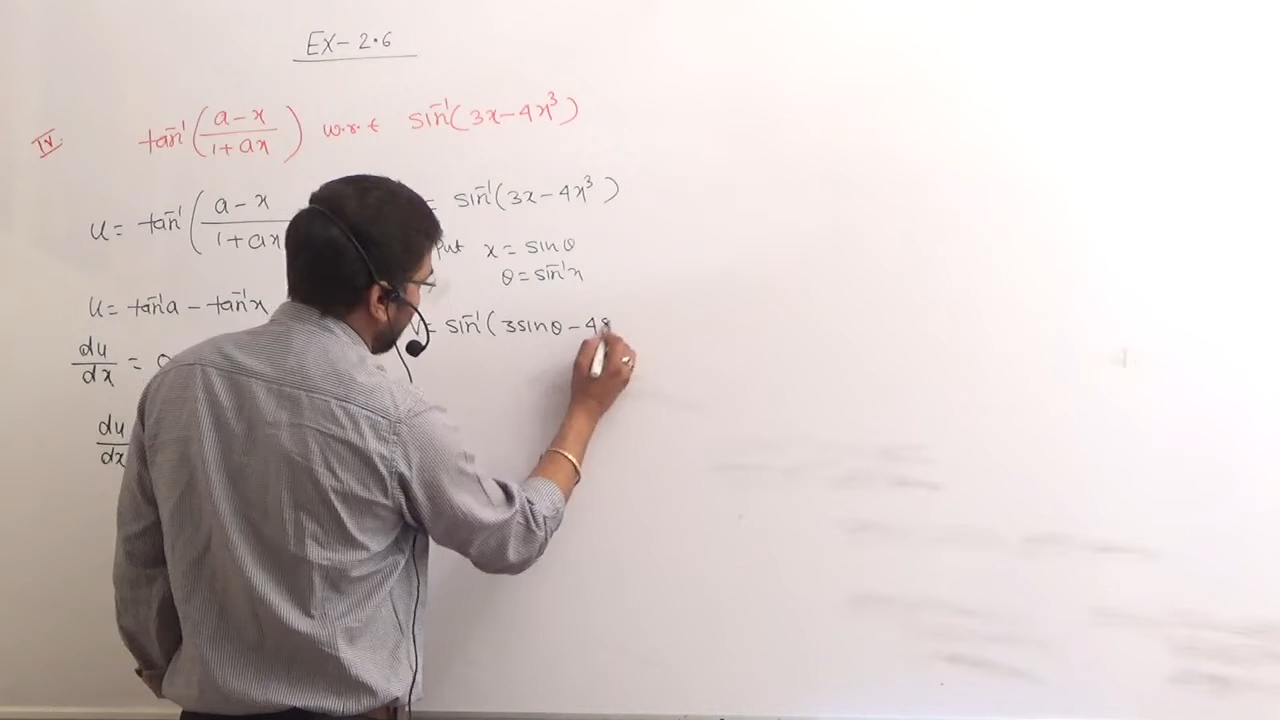 EX-2.6
IV. tan⁻¹(a-x/1+ax) w.r.t sin⁻¹(3x-4x³)
u = tan⁻¹(a-x/1+ax
= sin⁻¹(3x-4x³)
put x = sinθ
θ = sin⁻¹x
u = tan⁻¹a - tan⁻¹x
V = sin⁻¹(3sinθ-4s
du/dx =
du/dx